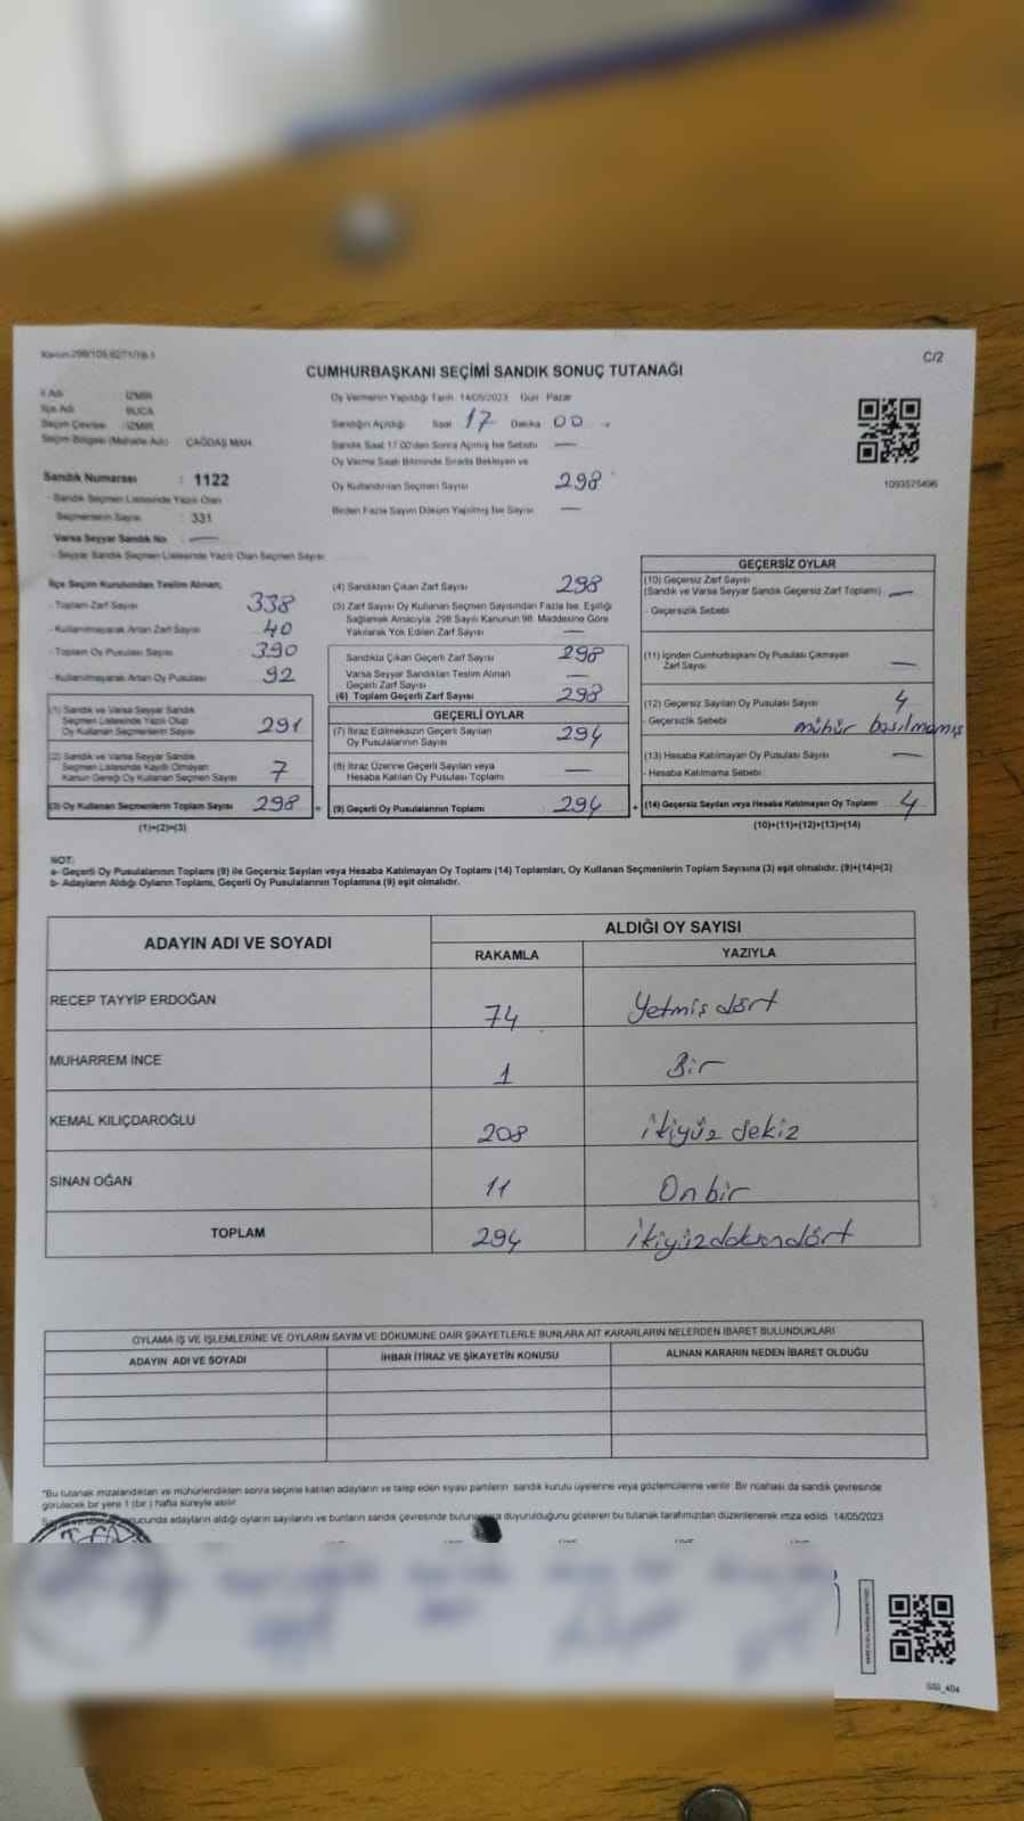 Kanun:298/105,6271/18-1
C/2
CUMHURBAŞKANI SEÇİMİ SANDIK SONUÇ TUTANAĞI
İl Adı : İZMİR
İlçe Adı : BUCA
Seçim Çevresi : İZMİR
Seçim Bölgesi (Mahalle Adı) : ÇAĞDAŞ MAH.
Sandık Numarası : 1122
- Sandık Seçmen Listesinde Yazılı Olan
Seçmenlerin Sayısı : 331
Varsa Seyyar Sandık No : —
- Seyyar Sandık Seçmen Listesinde Yazılı Olan Seçmen Sayısı :
Oy Vermenin Yapıldığı Tarih: 14/05/2023 Gün: Pazar
Sandığın Açıldığı Saat 17 Dakika 00
Sandık Saat 17:00'den Sonra Açılmış İse Sebebi —
Oy Verme Saati Bitiminde Sırada Bekleyen ve
Oy Kullandırılan Seçmen Sayısı 298
Birden Fazla Sayım Döküm Yapılmış İse Sayısı —
1093575496
İlçe Seçim Kurulundan Teslim Alınan;
- Toplam Zarf Sayısı 338
- Kullanılmayarak Artan Zarf Sayısı 40
- Toplam Oy Pusulası Sayısı 390
- Kullanılmayarak Artan Oy Pusulası 92
(1) Sandık ve Varsa Seyyar Sandık
Seçmen Listesinde Yazılı Olup
Oy Kullanan Seçmenlerin Sayısı 291
(2) Sandık ve Varsa Seyyar Sandık
Seçmen Listesinde Kayıtlı Olmayan
Kanun Gereği Oy Kullanan Seçmen Sayısı 7
(3) Oy Kullanan Seçmenlerin Toplam Sayısı 298
(1)+(2)=(3)
(4) Sandıktan Çıkan Zarf Sayısı 298
(5) Zarf Sayısı Oy Kullanan Seçmen Sayısından Fazla İse, Eşitliği
Sağlamak Amacıyla 298 Sayılı Kanunun 98. Maddesine Göre
Yakılarak Yok Edilen Zarf Sayısı —
Sandıkta Çıkan Geçerli Zarf Sayısı 298
Varsa Seyyar Sandıktan Teslim Alınan
Geçerli Zarf Sayısı —
(6) Toplam Geçerli Zarf Sayısı 298
GEÇERLİ OYLAR
(7) İtiraz Edilmeksizin Geçerli Sayılan
Oy Pusulalarının Sayısı 294
(8) İtiraz Üzerine Geçerli Sayılan veya
Hesaba Katılan Oy Pusulası Toplamı —
= (9) Geçerli Oy Pusulalarının Toplamı 294
GEÇERSİZ OYLAR
(10) Geçersiz Zarf Sayısı
(Sandık ve Varsa Seyyar Sandık Geçersiz Zarf Toplamı) —
- Geçersizlik Sebebi
(11) İçinden Cumhurbaşkanı Oy Pusulası Çıkmayan
Zarf Sayısı —
(12) Geçersiz Sayılan Oy Pusulası Sayısı 4
- Geçersizlik Sebebi mühür basılmamış
(13) Hesaba Katılmayan Oy Pusulası Sayısı —
- Hesaba Katılmama Sebebi
+ (14) Geçersiz Sayılan veya Hesaba Katılmayan Oy Toplamı 4
(10)+(11)+(12)+(13)=(14)
NOT:
a- Geçerli Oy Pusulalarının Toplamı (9) ile Geçersiz Sayılan veya Hesaba Katılmayan Oy Toplamı (14) Toplamları, Oy Kullanan Seçmenlerin Toplam Sayısına (3) eşit olmalıdır. (9)+(14)=(3)
b- Adayların Aldığı Oyların Toplamı, Geçerli Oy Pusulalarının Toplamına (9) eşit olmalıdır.
ADAYIN ADI VE SOYADI
ALDIĞI OY SAYISI
RAKAMLA YAZIYLA
RECEP TAYYİP ERDOĞAN 74 Yetmiş dört
MUHARREM İNCE 1 Bir
KEMAL KILIÇDAROĞLU 208 ikiyüz sekiz
SİNAN OĞAN 11 Onbir
TOPLAM 294 ikiyüzdoksandört
OYLAMA İŞ VE İŞLEMLERİNE VE OYLARIN SAYIM VE DÖKÜMÜNE DAİR ŞİKAYETLERLE BUNLARA AİT KARARLARIN NELERDEN İBARET BULUNDUKLARI
ADAYIN ADI VE SOYADI İHBAR İTİRAZ VE ŞİKAYETİN KONUSU ALINAN KARARIN NEDEN İBARET OLDUĞU
"Bu tutanak imzalandıktan ve mühürlendikten sonra seçime katılan adayların ve talep eden siyasi partilerin sandık kurulu üyelerine veya gözlemcilerine verilir. Bir nüshası da sandık çevresinde
görülecek bir yere 1 (bir) hafta süreyle asılır.
ucunda adayların aldığı oyların sayılarını ve bunların sandık çevresinde duyurulduğunu gösteren bu tutanak tarafımızdan düzenlenerek imza edildi. 14/05/2023